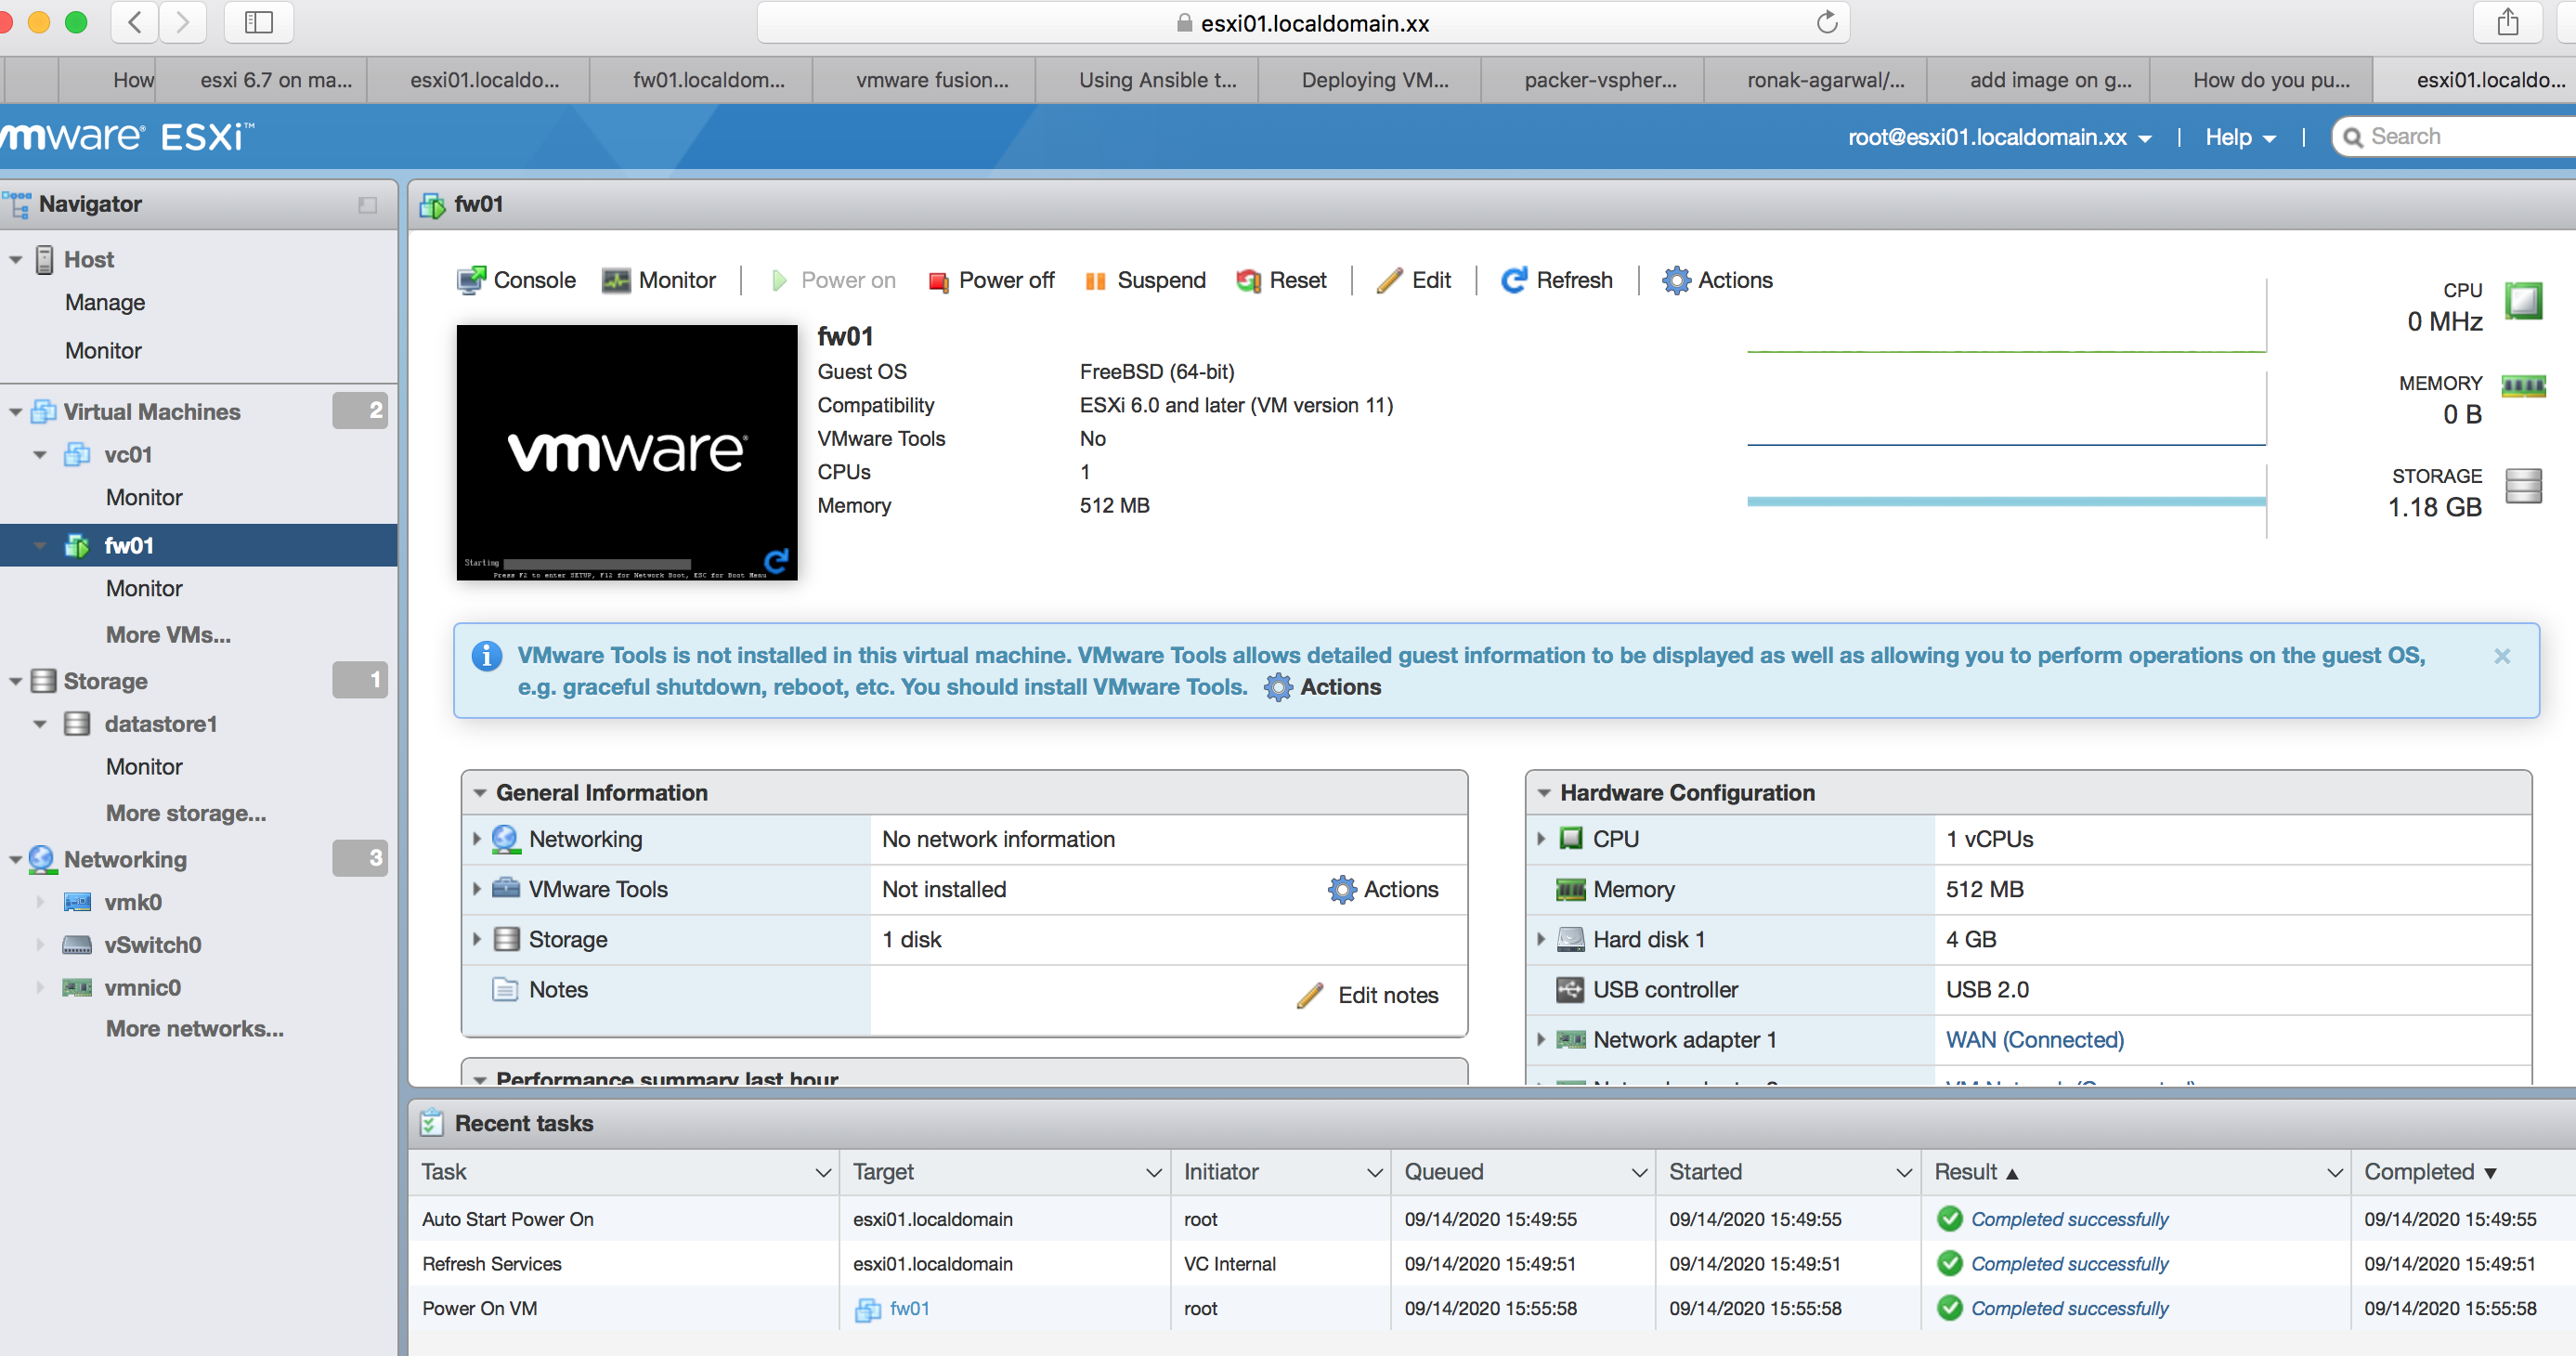 esxi01.localdomain.xx
How
esxi 6.7 on ma...
esxi01.localdo...
fw01.localdom...
vmware fusion...
Using Ansible t...
Deploying VM...
packer-vspher...
ronak-agarwal/...
add image on g...
How do you pu...
esxi01.localdo...
vmware® ESXi™
root@esxi01.localdomain.xx | Help | Search
Navigator
Host
Manage
Monitor
Virtual Machines 2
vc01
Monitor
fw01
Monitor
More VMs...
Storage 1
datastore1
Monitor
More storage...
Networking 3
vmk0
vSwitch0
vmnic0
More networks...
fw01
Console Monitor | Power on Power off Suspend Reset | Edit | Refresh | Actions
vmware®
Starting
Press F2 to enter SETUP, F12 for Network Boot, ESC for Boot Menu
fw01
Guest OS FreeBSD (64-bit)
Compatibility ESXi 6.0 and later (VM version 11)
VMware Tools No
CPUs 1
Memory 512 MB
CPU
0 MHz
MEMORY
0 B
STORAGE
1.18 GB
VMware Tools is not installed in this virtual machine. VMware Tools allows detailed guest information to be displayed as well as allowing you to perform operations on the guest OS,
e.g. graceful shutdown, reboot, etc. You should install VMware Tools. Actions
General Information
Networking No network information
VMware Tools Not installed Actions
Storage 1 disk
Notes Edit notes
Performance summary last hour
Hardware Configuration
CPU 1 vCPUs
Memory 512 MB
Hard disk 1 4 GB
USB controller USB 2.0
Network adapter 1 WAN (Connected)
Recent tasks
Task Target Initiator Queued Started Result ▲ Completed ▼
Auto Start Power On esxi01.localdomain root 09/14/2020 15:49:55 09/14/2020 15:49:55 Completed successfully 09/14/2020 15:49:55
Refresh Services esxi01.localdomain VC Internal 09/14/2020 15:49:51 09/14/2020 15:49:51 Completed successfully 09/14/2020 15:49:51
Power On VM fw01 root 09/14/2020 15:55:58 09/14/2020 15:55:58 Completed successfully 09/14/2020 15:55:58